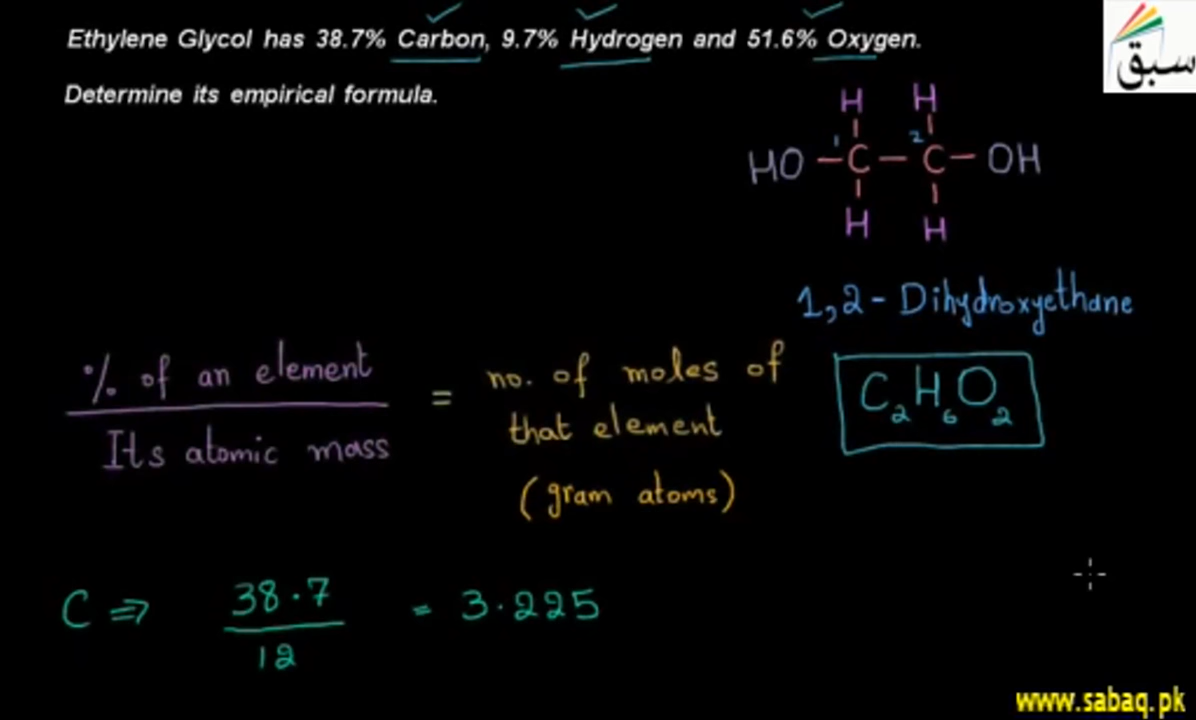 Ethylene Glycol has 38.7% Carbon, 9.7% Hydrogen and 51.6% Oxygen.
سبق
Determine its empirical formula.
H H
HO-C-C-OH
1 2
H H
1,2-Dihydroxyethane
% of an element
Its atomic mass
=
no. of moles of
that element
(gram atoms)
C₂H₆O₂
C ⇒ 38.7
12
= 3.225
www.sabaq.pk